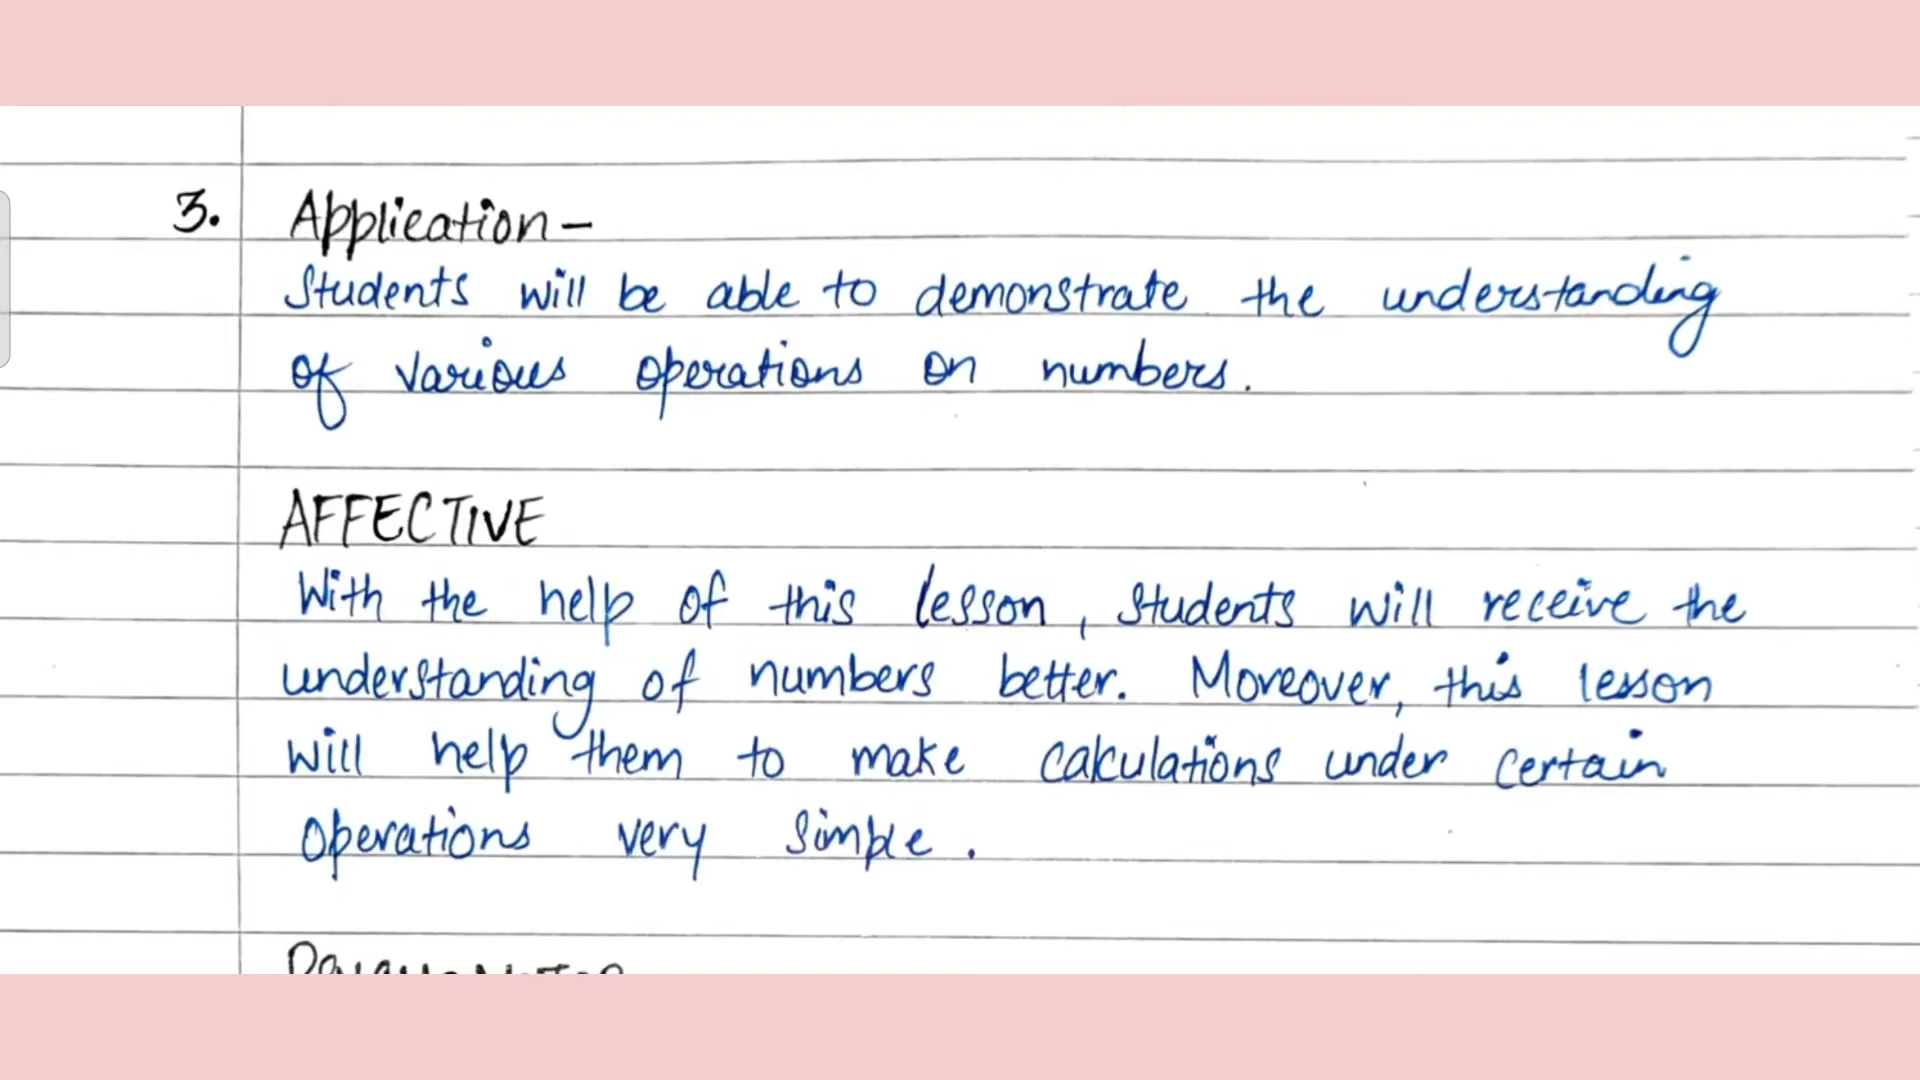 3. Application –
Students will be able to demonstrate the understanding
of various operations on numbers.
AFFECTIVE
With the help of this lesson, students will receive the
understanding of numbers better. Moreover, this lesson
will help them to make calculations under certain
operations very simple.